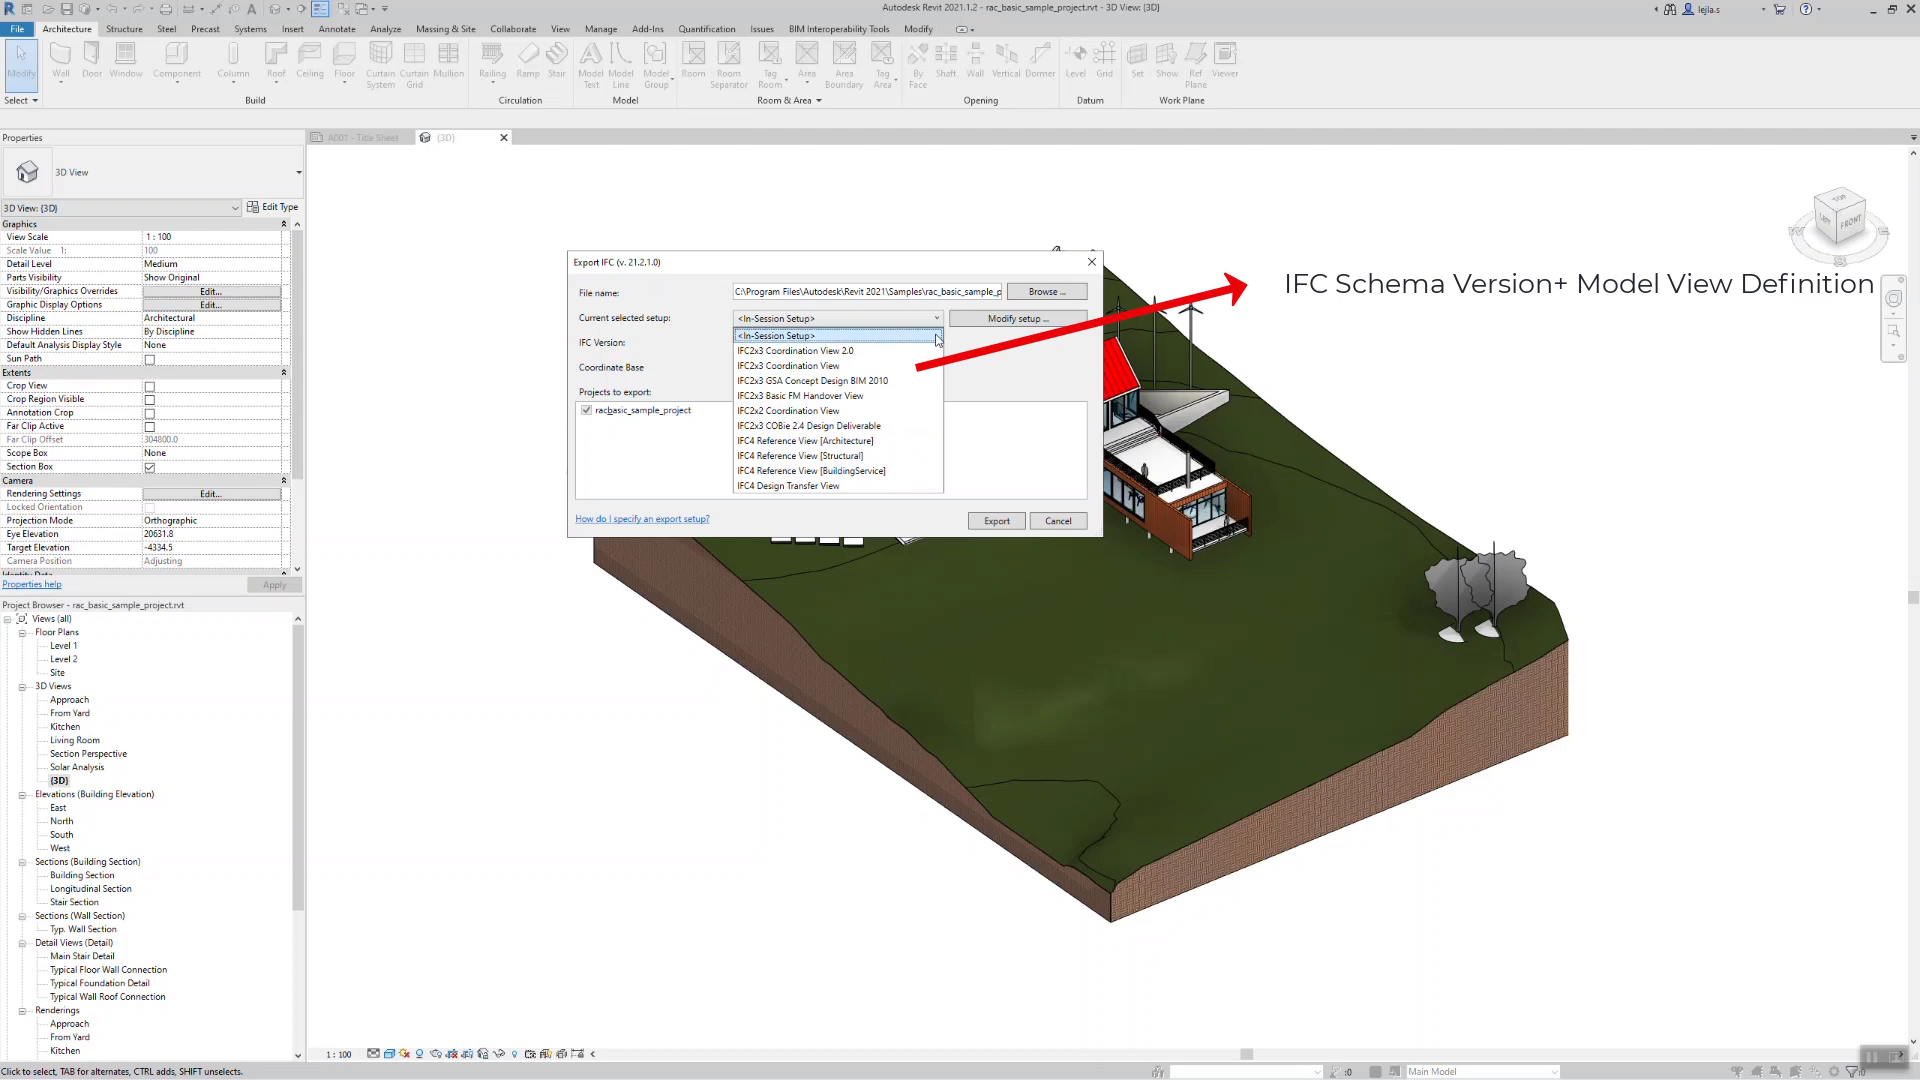 Autodesk Revit 2021.1.2 - rac_basic_sample_project.rvt - 3D View: {3D}
lejla.s
File Architecture Structure Steel Precast Systems Insert Annotate Analyze Massing & Site Collaborate View Manage Add-Ins Quantification Issues BIM Interoperability Tools Modify
Modify Wall Door Window Component Column Roof Ceiling Floor Curtain System Curtain Grid Mullion Railing Ramp Stair Model Text Model Line Model Group Room Room Separator Tag Room Area Area Boundary Tag Area By Face Shaft Wall Vertical Dormer Level Grid Set Show Ref Plane Viewer
Select Build Circulation Model Room & Area Opening Datum Work Plane
Properties
A001 - Title Sheet
{3D}
3D View
3D View: {3D} Edit Type
Graphics
View Scale 1 : 100
Scale Value 1: 100
Detail Level Medium
Parts Visibility Show Original
Visibility/Graphics Overrides Edit...
Graphic Display Options Edit...
Discipline Architectural
Show Hidden Lines By Discipline
Default Analysis Display Style None
Sun Path
Extents
Crop View
Crop Region Visible
Annotation Crop
Far Clip Active
Far Clip Offset 304800.0
Scope Box None
Section Box
Camera
Rendering Settings Edit...
Locked Orientation
Projection Mode Orthographic
Eye Elevation 20631.8
Target Elevation -4334.5
Camera Position Adjusting
Identity Data
Properties help Apply
Project Browser - rac_basic_sample_project.rvt
Views (all)
Floor Plans
Level 1
Level 2
Site
3D Views
Approach
From Yard
Kitchen
Living Room
Section Perspective
Solar Analysis
{3D}
Elevations (Building Elevation)
East
North
South
West
Sections (Building Section)
Building Section
Longitudinal Section
Stair Section
Sections (Wall Section)
Typ. Wall Section
Detail Views (Detail)
Main Stair Detail
Typical Floor Wall Connection
Typical Foundation Detail
Typical Wall Roof Connection
Renderings
Approach
From Yard
Kitchen
Export IFC (v. 21.2.1.0)
File name: C:\Program Files\Autodesk\Revit 2021\Samples\rac_basic_sample_p Browse ...
Current selected setup: <In-Session Setup> Modify setup ...
IFC Version:
Coordinate Base
Projects to export:
racbasic_sample_project
<In-Session Setup>
IFC2x3 Coordination View 2.0
IFC2x3 Coordination View
IFC2x3 GSA Concept Design BIM 2010
IFC2x3 Basic FM Handover View
IFC2x2 Coordination View
IFC2x3 COBie 2.4 Design Deliverable
IFC4 Reference View [Architecture]
IFC4 Reference View [Structural]
IFC4 Reference View [BuildingService]
IFC4 Design Transfer View
How do I specify an export setup? Export Cancel
IFC Schema Version+ Model View Definition
TOP
LEFT FRONT
W E
S
1 : 100
Click to select, TAB for alternates, CTRL adds, SHIFT unselects.
:0 Main Model :0